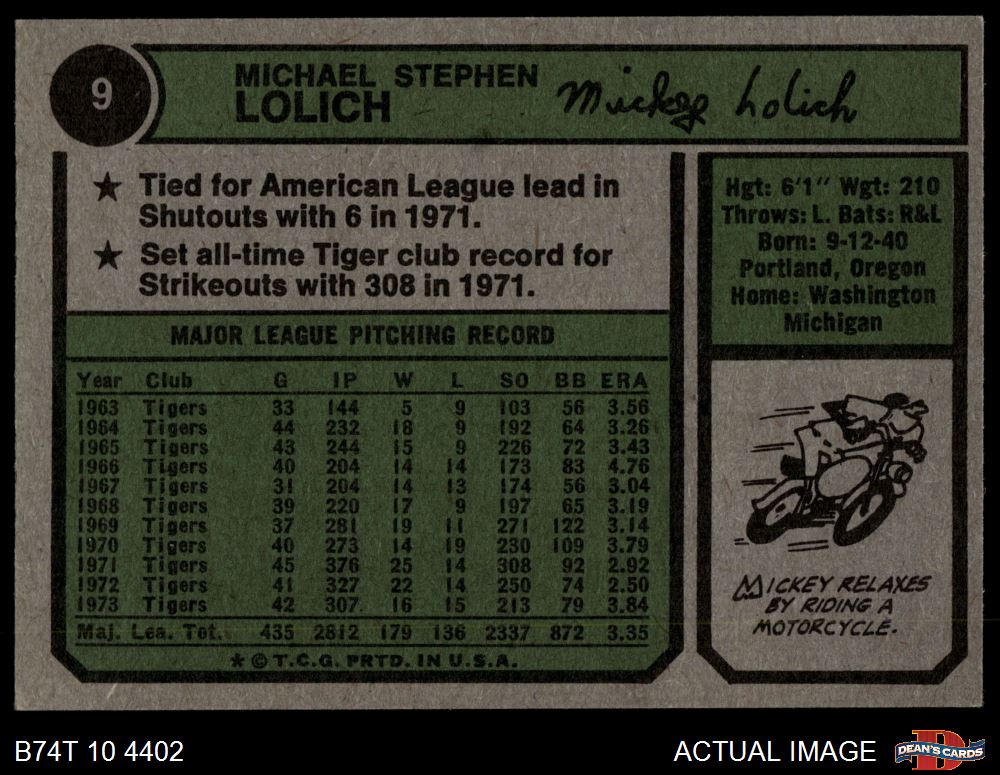 9
MICHAEL STEPHEN
LOLICH
Mickey Lolich
★ Tied for American League lead in
Shutouts with 6 in 1971.
★ Set all-time Tiger club record for
Strikeouts with 308 in 1971.
MAJOR LEAGUE PITCHING RECORD
Year Club G IP W L SO BB ERA
1963 Tigers 33 144 5 9 103 56 3.56
1964 Tigers 44 232 18 9 192 64 3.26
1965 Tigers 43 244 15 9 226 72 3.43
1966 Tigers 40 204 14 14 173 83 4.76
1967 Tigers 31 204 14 13 174 56 3.04
1968 Tigers 39 220 17 9 197 65 3.19
1969 Tigers 37 281 19 11 271 122 3.14
1970 Tigers 40 273 14 19 230 109 3.79
1971 Tigers 45 376 25 14 308 92 2.92
1972 Tigers 41 327 22 14 250 74 2.50
1973 Tigers 42 307 16 15 213 79 3.84
Maj. Lea. Tot. 435 2812 179 136 2337 872 3.35
* © T.C.G. PRTD. IN U.S.A.
Hgt: 6'1" Wgt: 210
Throws: L. Bats: R&L
Born: 9-12-40
Portland, Oregon
Home: Washington
Michigan
MICKEY RELAXES
BY RIDING A
MOTORCYCLE.
B74T 10 4402
ACTUAL IMAGE
D
DEAN'S CARDS